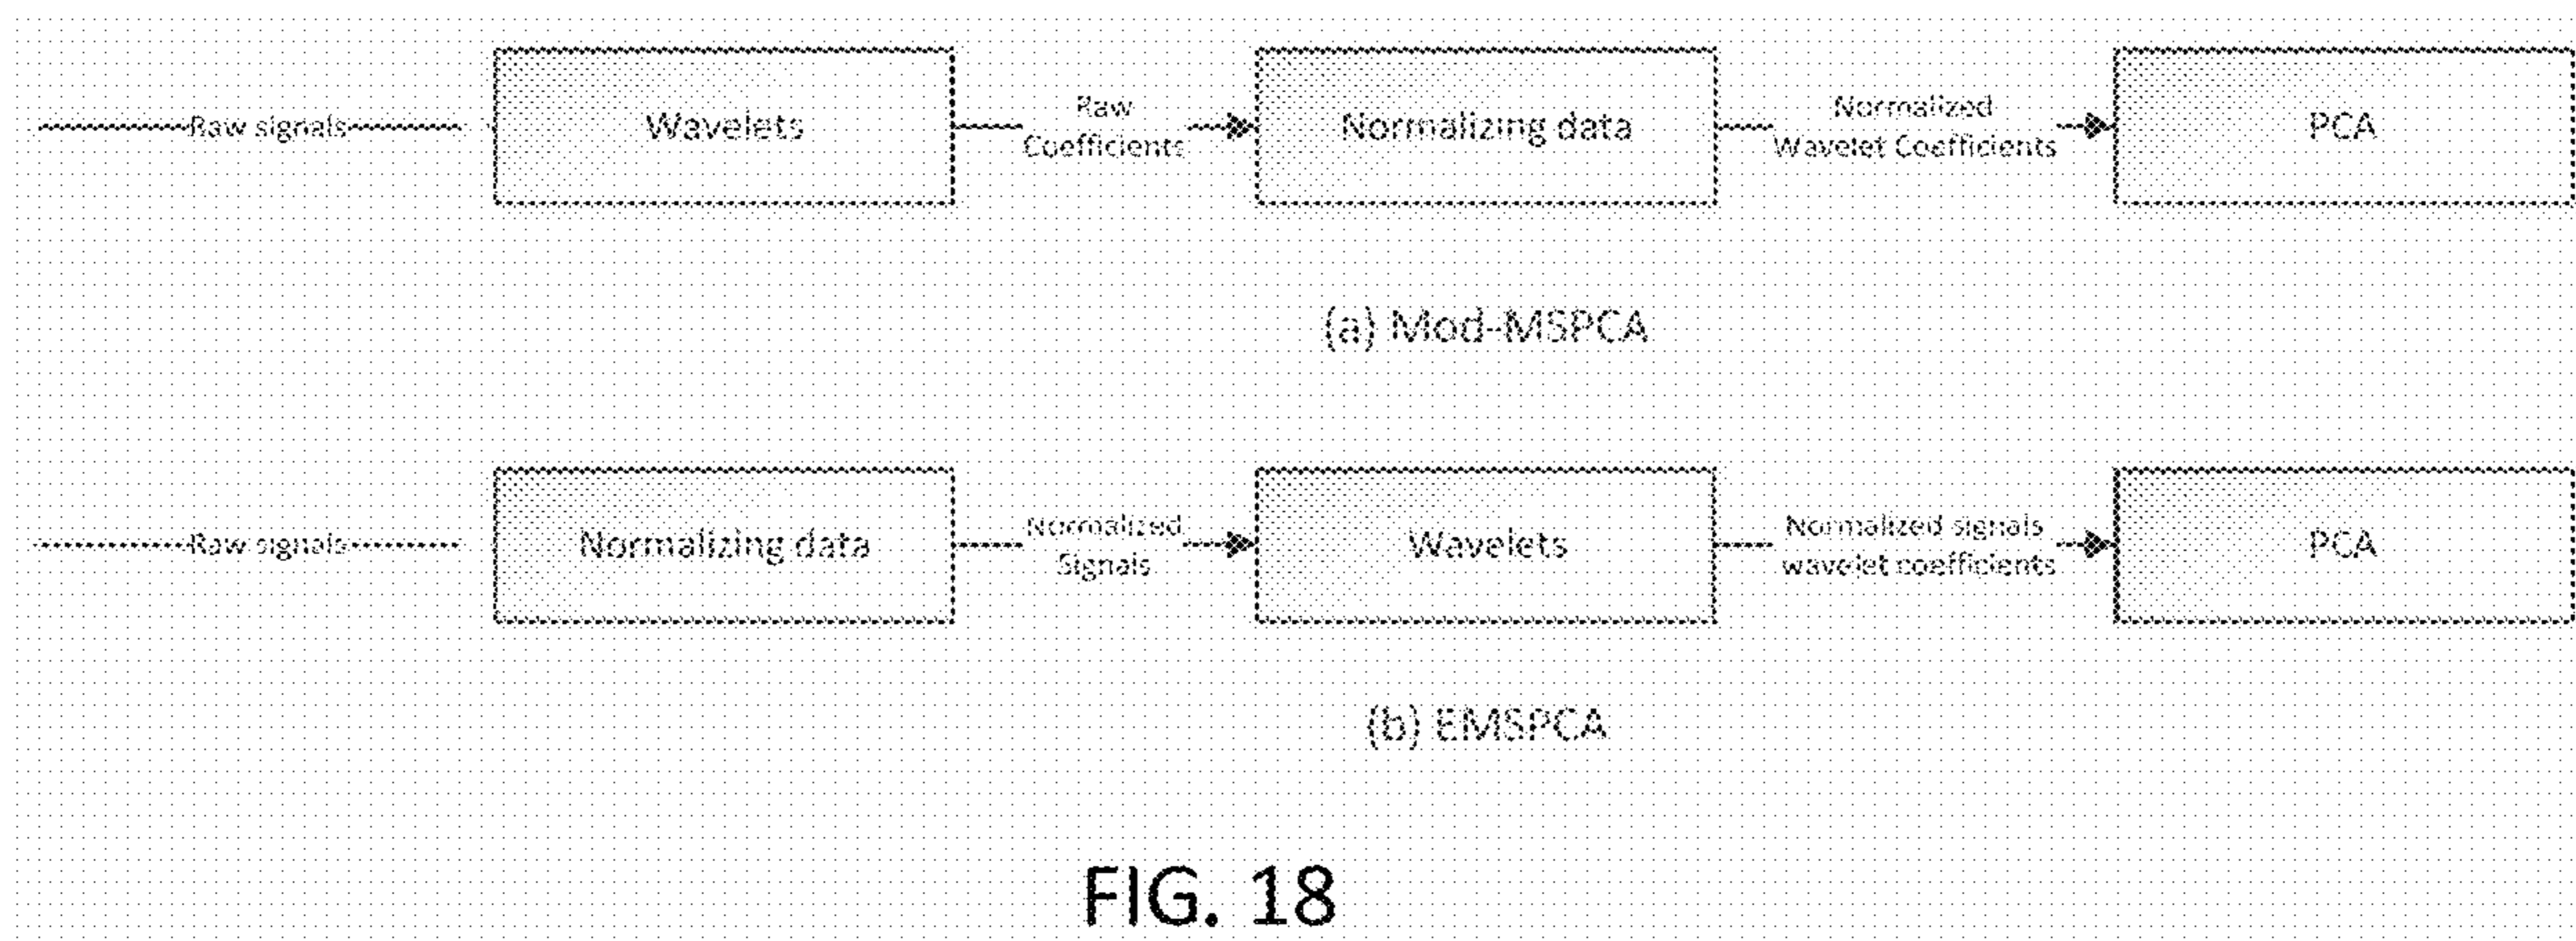 Raw signals
Wavelets
Raw
Coefficients
Normalizing data
Normalized
Wavelet Coefficients
PCA
(a) Mod-MSPCA
Raw signals
Normalizing data
Normalized
Signals
Wavelets
Normalized signals
wavelet coefficients
PCA
(b) EMSPCA
FIG. 18